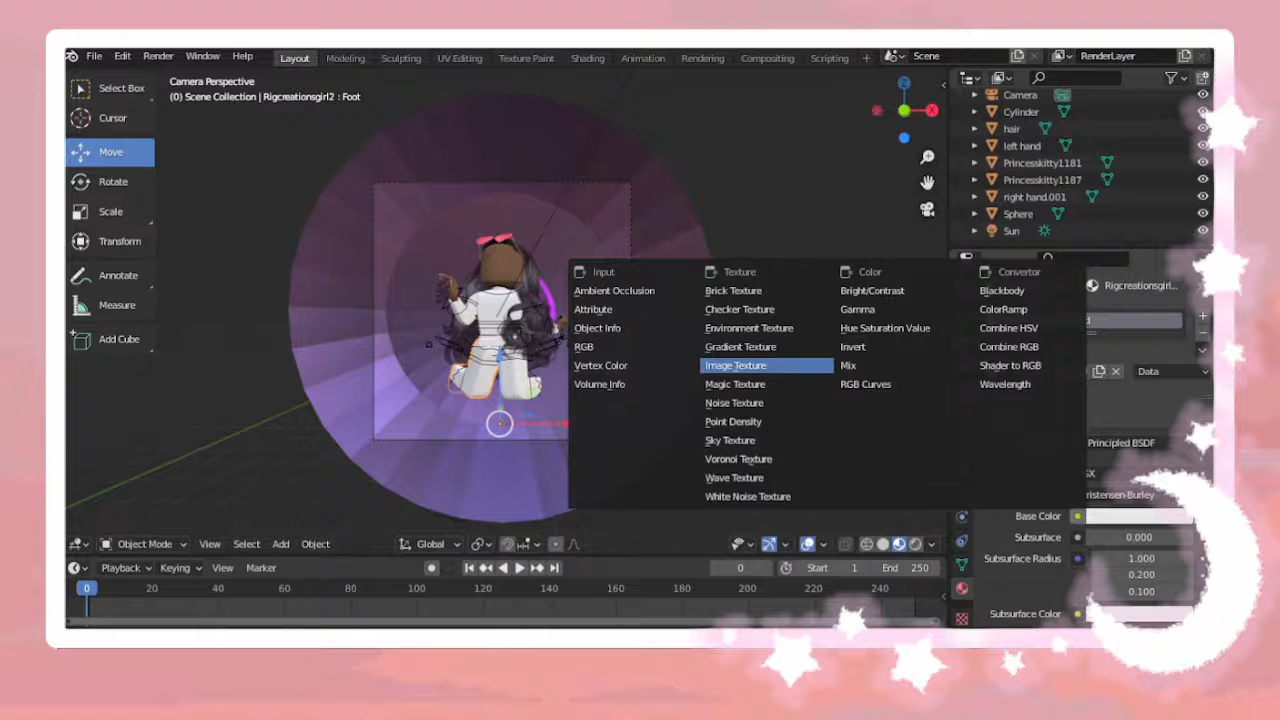 File Edit Render Window Help Layout Modeling Sculpting UV Editing Texture Paint Shading Animation Rendering Compositing Scripting + Scene RenderLayer
Select Box
Cursor
Move
Rotate
Scale
Transform
Annotate
Measure
Add Cube
Camera Perspective
(0) Scene Collection | Rigcreationsgirl2 : Foot
Z
X
Camera
Cylinder
hair
left hand
Princesskitty1181
Princesskitty1187
right hand.001
Sphere
Sun
Input
Ambient Occlusion
Attribute
Object Info
RGB
Vertex Color
Volume Info
Texture
Brick Texture
Checker Texture
Environment Texture
Gradient Texture
Image Texture
Magic Texture
Noise Texture
Point Density
Sky Texture
Voronoi Texture
Wave Texture
White Noise Texture
Color
Bright/Contrast
Gamma
Hue Saturation Value
Invert
Mix
RGB Curves
Convertor
Blackbody
ColorRamp
Combine HSV
Combine RGB
Shader to RGB
Wavelength
Rigcreationsgirl...
Data
Principled BSDF
Base Color
Subsurface 0.000
Subsurface Radius 1.000
0.200
0.100
Subsurface Color
Object Mode View Select Add Object Global
Playback Keying View Marker 0 Start 1 End 250
0 20 40 60 80 100 120 140 160 180 200 220 240